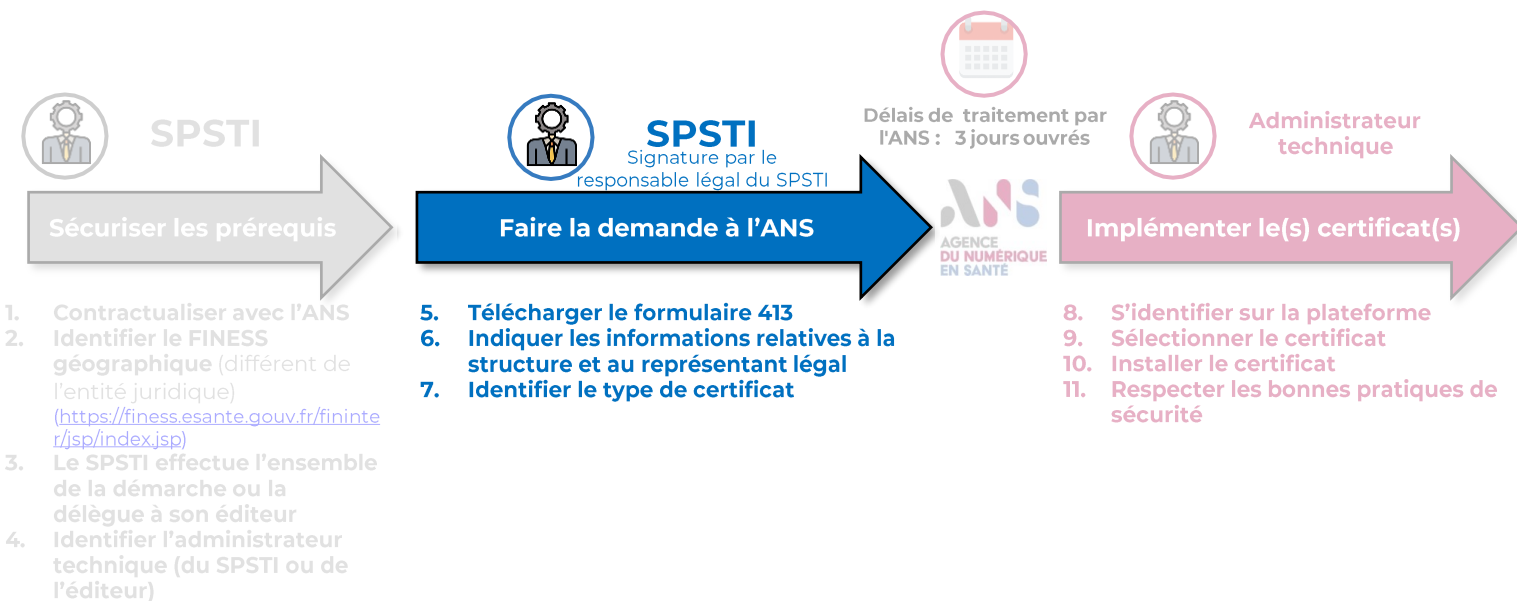 SPSTI
Sécuriser les prérequis
1. Contractualiser avec l'ANS
2. Identifier le FINESS
géographique (différent de
l'entité juridique)
(https://finess.esante.gouv.fr/fininte
r/jsp/index.jsp)
3. Le SPSTI effectue l'ensemble
de la démarche ou la
délègue à son éditeur
4. Identifier l'administrateur
technique (du SPSTI ou de
l'éditeur)
SPSTI
Signature par le
responsable légal du SPSTI
Faire la demande à l'ANS
5. Télécharger le formulaire 413
6. Indiquer les informations relatives à la
structure et au représentant légal
7. Identifier le type de certificat
Délais de traitement par
l'ANS : 3 jours ouvrés
ANS
AGENCE
DU NUMÉRIQUE
EN SANTÉ
Administrateur
technique
Implémenter le(s) certificat(s)
8. S'identifier sur la plateforme
9. Sélectionner le certificat
10. Installer le certificat
11. Respecter les bonnes pratiques de
sécurité